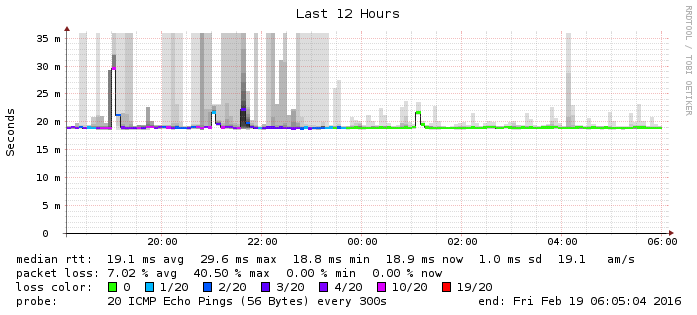 Last 12 Hours
RRDTOOL / TOBI OETIKER
Seconds
35 m
30 m
25 m
20 m
15 m
10 m
5 m
0
20:00 22:00 00:00 02:00 04:00 06:00
median rtt: 19.1 ms avg 29.6 ms max 18.8 ms min 18.9 ms now 1.0 ms sd 19.1 am/s
packet loss: 7.02 % avg 40.50 % max 0.00 % min 0.00 % now
loss color: 0 1/20 2/20 3/20 4/20 10/20 19/20
probe: 20 ICMP Echo Pings (56 Bytes) every 300s end: Fri Feb 19 06:05:04 2016